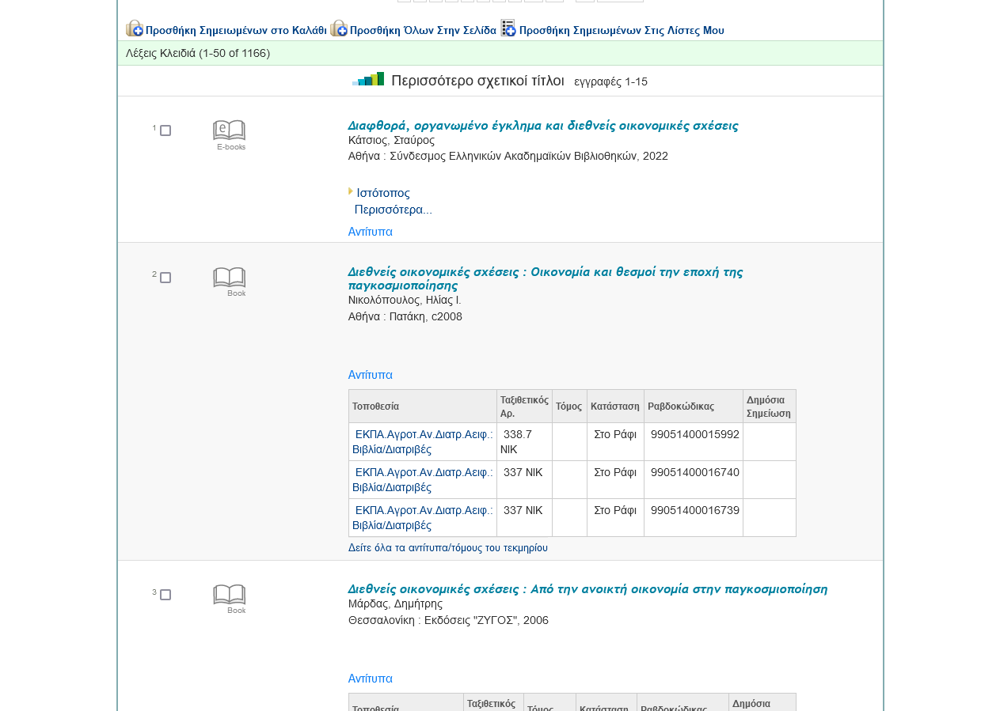 Προσθήκη Σημειωμένων στο Καλάθι Προσθήκη Όλων Στην Σελίδα Προσθήκη Σημειωμένων Στις Λίστες Μου
Λέξεις Κλειδιά (1-50 of 1166)
Περισσότερο σχετικοί τίτλοι εγγραφές 1-15
1
E-books
Διαφθορά, οργανωμένο έγκλημα και διεθνείς οικονομικές σχέσεις
Κάτσιος, Σταύρος
Αθήνα : Σύνδεσμος Ελληνικών Ακαδημαϊκών Βιβλιοθηκών, 2022
Ιστότοπος
Περισσότερα...
Αντίτυπα
2
Book
Διεθνείς οικονομικές σχέσεις : Οικονομία και θεσμοί την εποχή της
παγκοσμιοποίησης
Νικολόπουλος, Ηλίας Ι.
Αθήνα : Πατάκη, c2008
Αντίτυπα
Τοποθεσία Ταξιθετικός Αρ. Τόμος Κατάσταση Ραβδοκώδικας Δημόσια Σημείωση
ΕΚΠΑ.Αγροτ.Αν.Διατρ.Αειφ.: 338.7 Στο Ράφι 99051400015992
Βιβλία/Διατριβές ΝΙΚ
ΕΚΠΑ.Αγροτ.Αν.Διατρ.Αειφ.: 337 ΝΙΚ Στο Ράφι 99051400016740
Βιβλία/Διατριβές
ΕΚΠΑ.Αγροτ.Αν.Διατρ.Αειφ.: 337 ΝΙΚ Στο Ράφι 99051400016739
Βιβλία/Διατριβές
Δείτε όλα τα αντίτυπα/τόμους του τεκμηρίου
3
Book
Διεθνείς οικονομικές σχέσεις : Από την ανοικτή οικονομία στην παγκοσμιοποίηση
Μάρδας, Δημήτρης
Θεσσαλονίκη : Εκδόσεις "ΖΥΓΟΣ", 2006
Αντίτυπα
Τοποθεσία Ταξιθετικός Τόμος Κατάσταση Ραβδοκώδικας Δημόσια